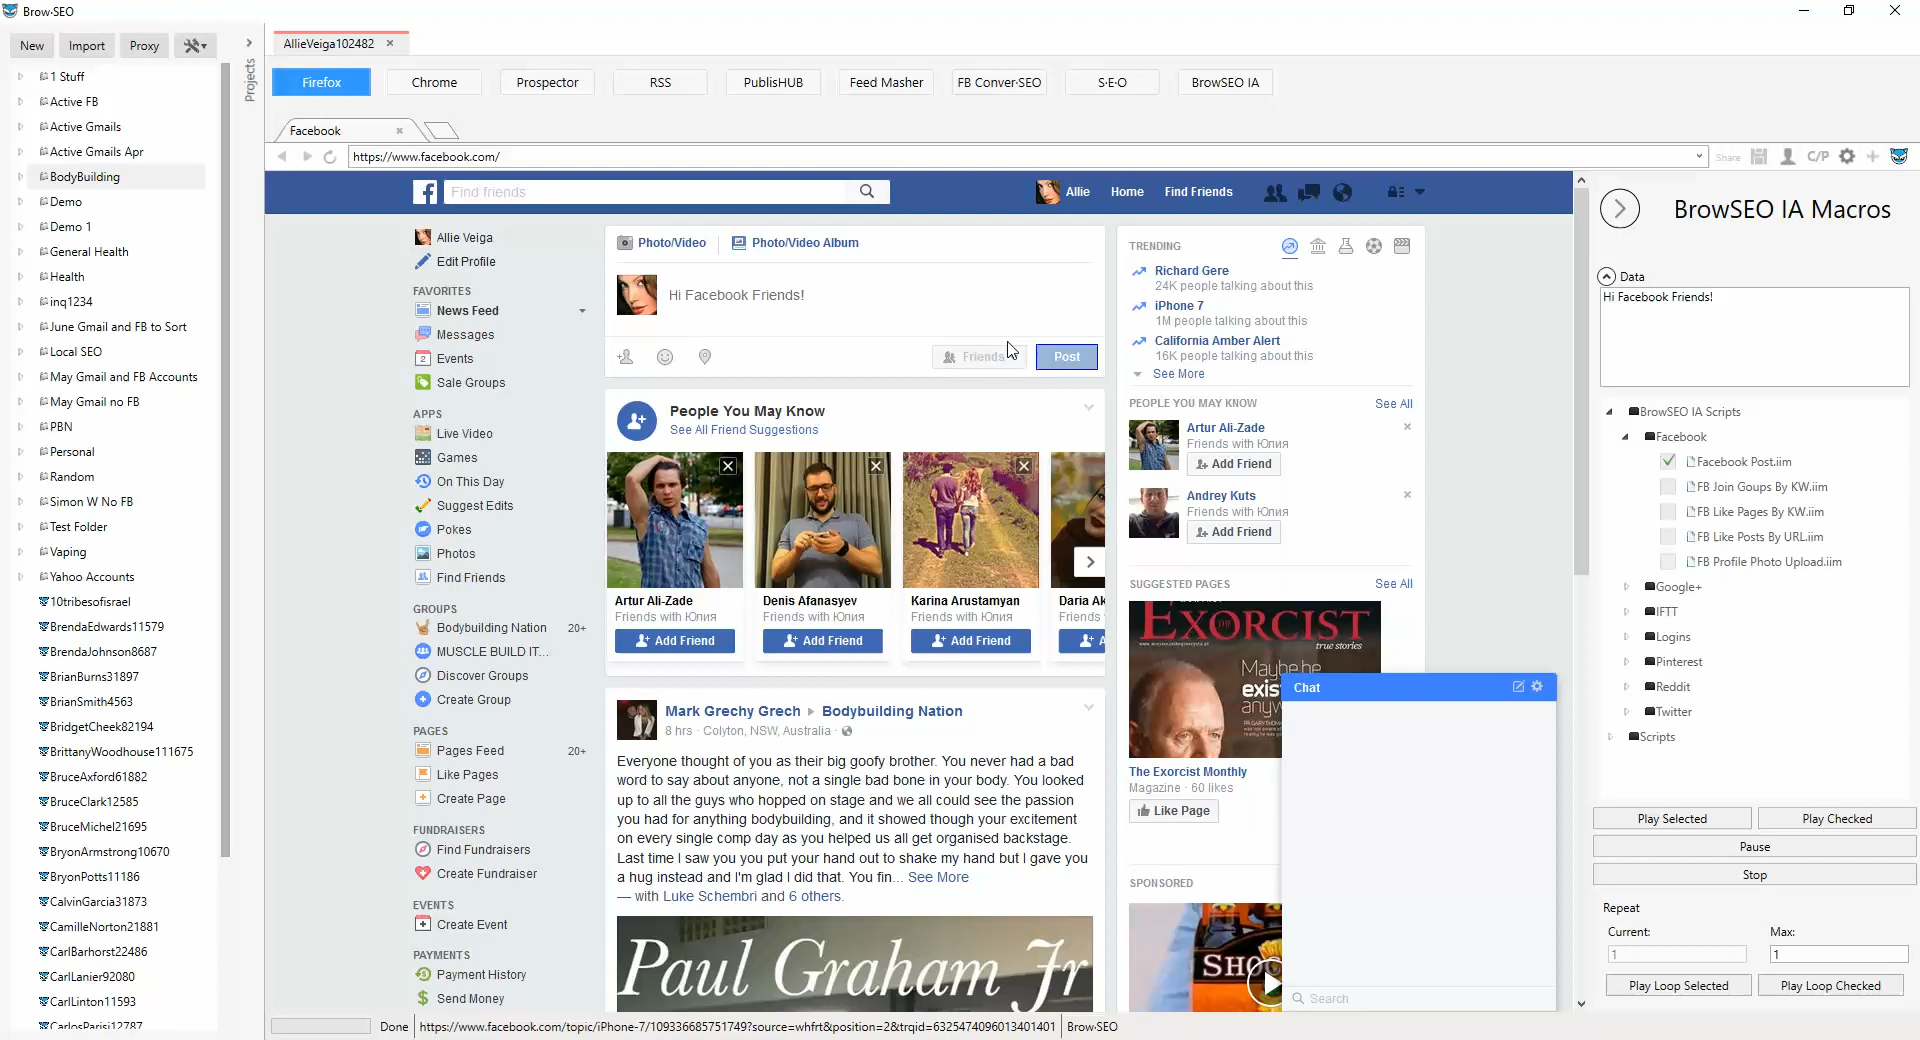 Brow·SEO
New
Import
Proxy
Projects
1 Stuff
Active FB
Active Gmails
Active Gmails Apr
BodyBuilding
Demo
Demo 1
General Health
Health
inq1234
June Gmail and FB to Sort
Local SEO
May Gmail and FB Accounts
May Gmail no FB
PBN
Personal
Random
Simon W No FB
Test Folder
Vaping
Yahoo Accounts
10tribesofisrael
BrendaEdwards11579
BrendaJohnson8687
BrianBurns31897
BrianSmith4563
BridgetCheek82194
BrittanyWoodhouse111675
BruceAxford61882
BruceClark12585
BruceMichel21695
BryonArmstrong10670
BryonPotts11186
CalvinGarcia31873
CamilleNorton21881
CarlBarhorst22486
CarlLanier92080
CarlLinton11593
CarlosParisi12787
AllieVeiga102482
Firefox
Chrome
Prospector
RSS
PublisHUB
Feed Masher
FB Conver·SEO
S·E·O
BrowSEO IA
Facebook
https://www.facebook.com/
Share
C/P
Find friends
Allie
Home
Find Friends
Allie Veiga
Edit Profile
FAVORITES
News Feed
Messages
Events
Sale Groups
APPS
Live Video
Games
On This Day
Suggest Edits
Pokes
Photos
Find Friends
GROUPS
Bodybuilding Nation 20+
MUSCLE BUILD IT...
Discover Groups
Create Group
PAGES
Pages Feed 20+
Like Pages
Create Page
FUNDRAISERS
Find Fundraisers
Create Fundraiser
EVENTS
Create Event
PAYMENTS
Payment History
Send Money
Photo/Video
Photo/Video Album
Hi Facebook Friends!
Friends
Post
People You May Know
See All Friend Suggestions
Artur Ali-Zade
Friends with Юлия
Add Friend
Denis Afanasyev
Friends with Юлия
Add Friend
Karina Arustamyan
Friends with Юлия
Add Friend
Daria Ak
Friends
A
Mark Grechy Grech ▸ Bodybuilding Nation
8 hrs · Colyton, NSW, Australia ·
Everyone thought of you as their big goofy brother. You never had a bad
word to say about anyone, not a single bad bone in your body. You looked
up to all the guys who hopped on stage and we all could see the passion
you had for anything bodybuilding, and it showed though your excitement
on every single comp day as you helped us all get organised backstage.
Last time I saw you you put your hand out to shake my hand but I gave you
a hug instead and I'm glad I did that. You fin... See More
— with Luke Schembri and 6 others.
Paul Graham Jr
TRENDING
Richard Gere
24K people talking about this
iPhone 7
1M people talking about this
California Amber Alert
16K people talking about this
See More
PEOPLE YOU MAY KNOW
See All
Artur Ali-Zade
Friends with Юлия
Add Friend
Andrey Kuts
Friends with Юлия
Add Friend
SUGGESTED PAGES
See All
THE
EXORCIST
true stories
Maybe he
exis
anyw
The Exorcist Monthly
Magazine · 60 likes
Like Page
SPONSORED
SHO
Chat
Search
BrowSEO IA Macros
Data
Hi Facebook Friends!
BrowSEO IA Scripts
Facebook
Facebook Post.iim
FB Join Goups By KW.iim
FB Like Pages By KW.iim
FB Like Posts By URL.iim
FB Profile Photo Upload.iim
Google+
IFTT
Logins
Pinterest
Reddit
Twitter
Scripts
Play Selected
Play Checked
Pause
Stop
Repeat
Current:
Max:
1
1
Play Loop Selected
Play Loop Checked
Done
https://www.facebook.com/topic/iPhone-7/109336685751749?source=whfrt&position=2&trqid=6325474096013401401
Brow·SEO